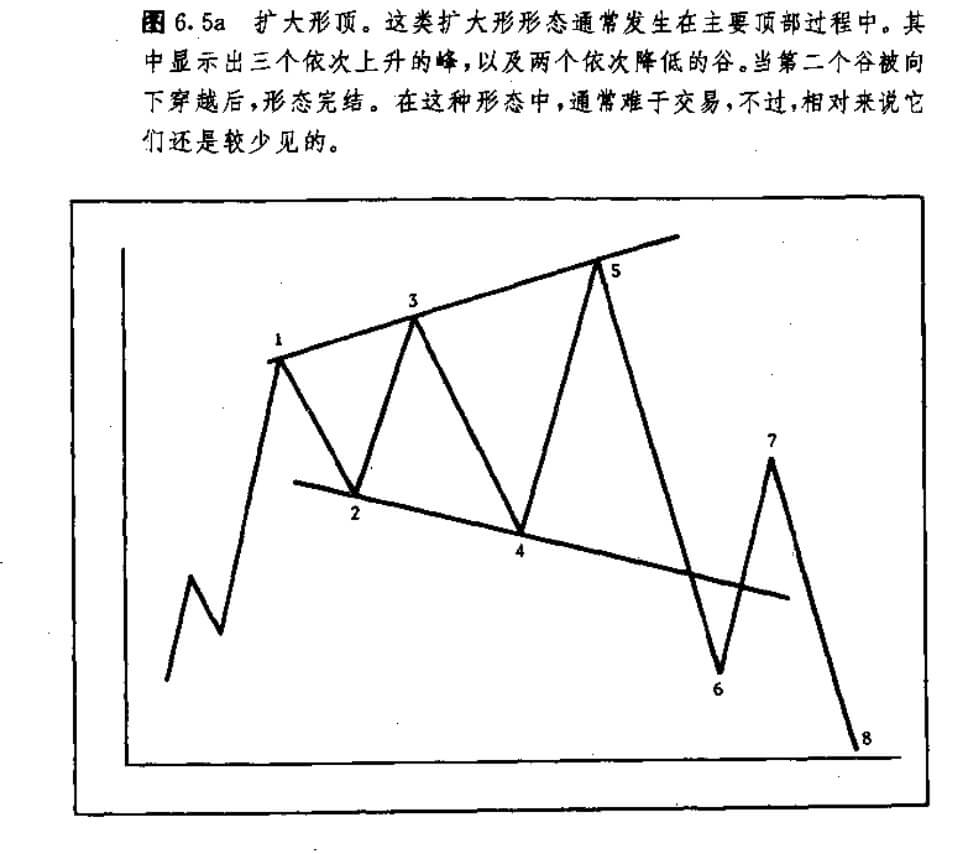 图6.5a 扩大形顶。这类扩大形形态通常发生在主要顶部过程中。其
中显示出三个依次上升的峰,以及两个依次降低的谷。当第二个谷被向
下穿越后,形态完结。在这种形态中,通常难于交易,不过,相对来说它
们还是较少见的。
5
3
1
7
2
4
6
8